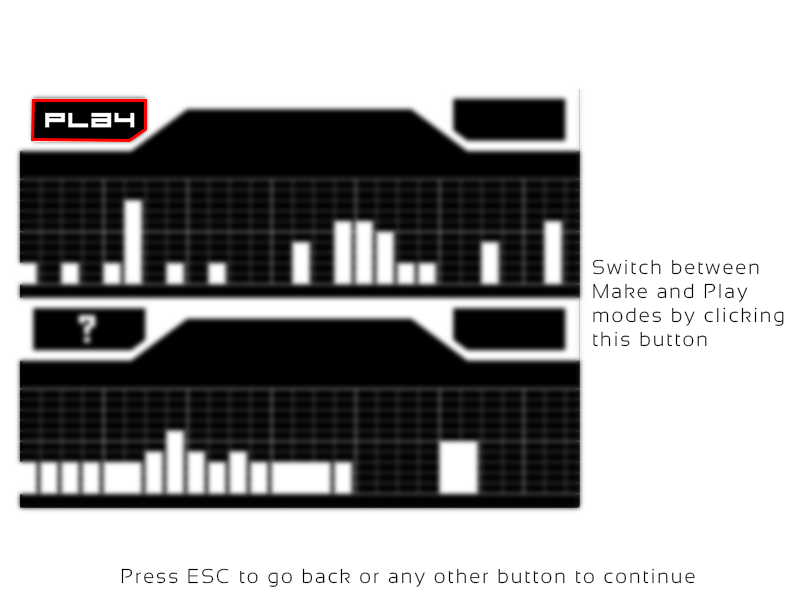 PLAY
?
Switch between
Make and Play
modes by clicking
this button
Press ESC to go back or any other button to continue